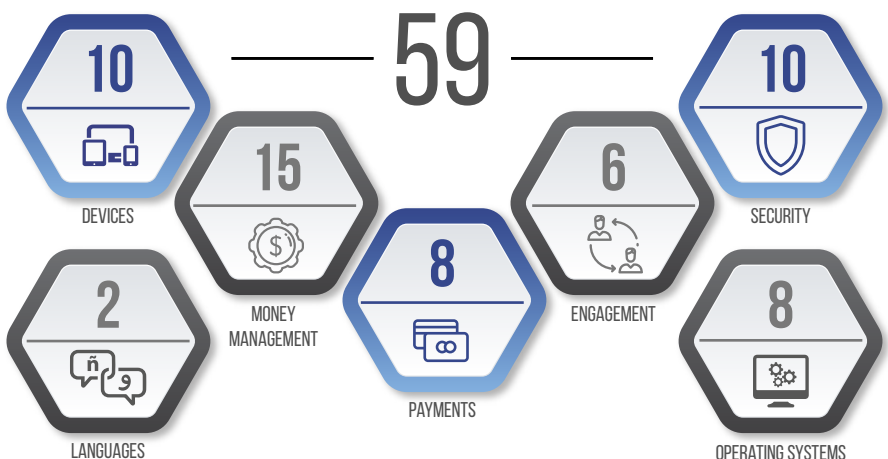 59
10
DEVICES
15
MONEY
MANAGEMENT
8
PAYMENTS
6
ENGAGEMENT
10
SECURITY
2
ñ
و
LANGUAGES
8
OPERATING SYSTEMS
$